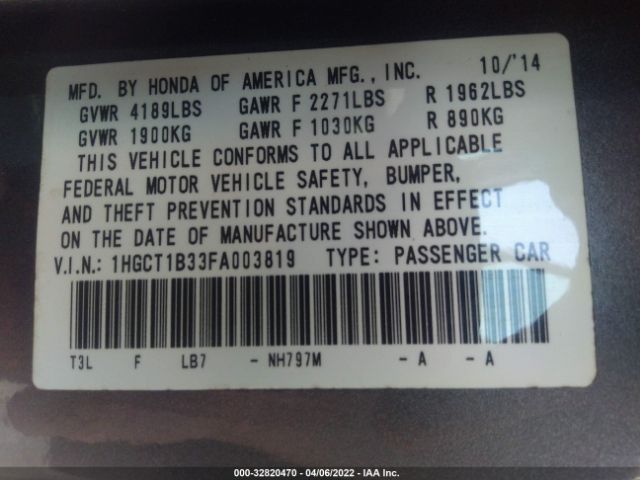 MFD. BY HONDA OF AMERICA MFG., INC. 10/'14
GVWR 4189LBS GAWR F 2271LBS R 1962LBS
GVWR 1900KG GAWR F 1030KG R 890KG
THIS VEHICLE CONFORMS TO ALL APPLICABLE
FEDERAL MOTOR VEHICLE SAFETY, BUMPER,
AND THEFT PREVENTION STANDARDS IN EFFECT
ON THE DATE OF MANUFACTURE SHOWN ABOVE.
V.I.N.: 1HGCT1B33FA003819 TYPE: PASSENGER CAR
T3L F LB7 - NH797M - A - A
000-32820470 - 04/06/2022 - IAA Inc.